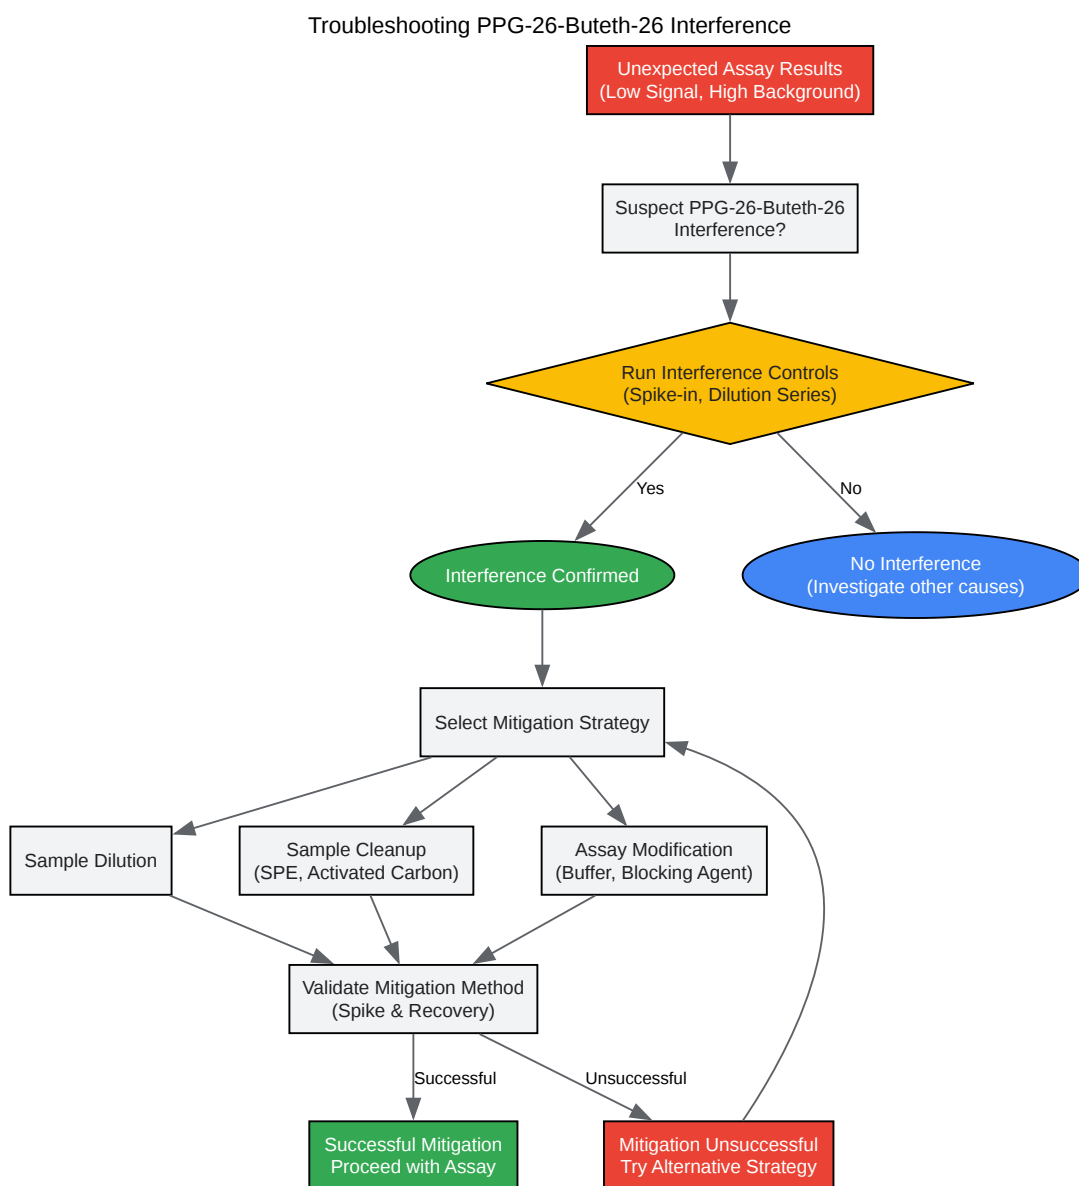 Troubleshooting PPG-26-Buteth-26 Interference
Unexpected Assay Results
(Low Signal, High Background)
Suspect PPG-26-Buteth-26
Interference?
Run Interference Controls
(Spike-in, Dilution Series)
Yes
No
Interference Confirmed
No Interference
(Investigate other causes)
Select Mitigation Strategy
Sample Dilution
Sample Cleanup
(SPE, Activated Carbon)
Assay Modification
(Buffer, Blocking Agent)
Validate Mitigation Method
(Spike & Recovery)
Successful
Unsuccessful
Successful Mitigation
Proceed with Assay
Mitigation Unsuccessful
Try Alternative Strategy